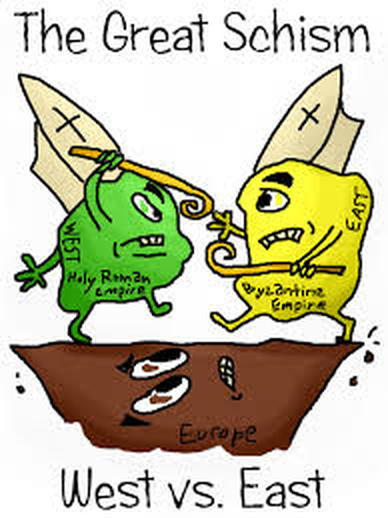 The Great Schism
WEST
Holy Roman
Empire
EAST
Byzantine
Empire
Europe
West vs. East